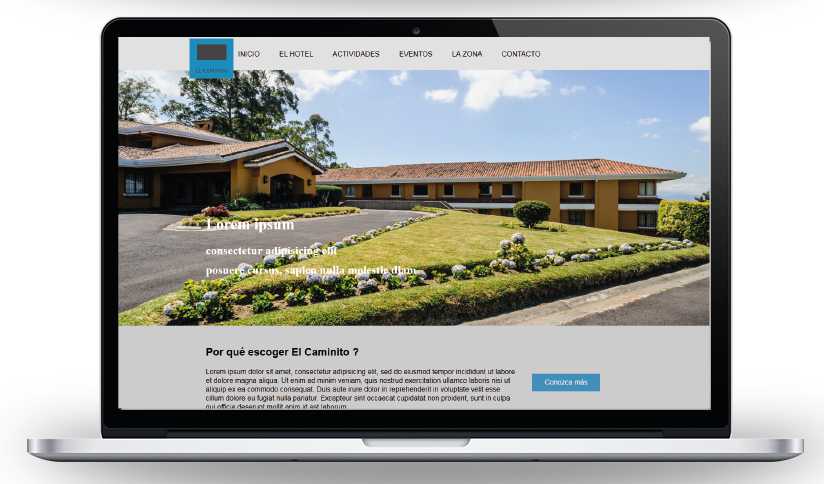 EL CAMINITO
INICIO EL HOTEL ACTIVIDADES EVENTOS LA ZONA CONTACTO
Lorem ipsum
consectetur adipisicing elit
posuere cursus, sapien nulla molestie diam
Por qué escoger El Caminito ?
Lorem ipsum dolor sit amet, consectetur adipisicing elit, sed do eiusmod tempor incididunt ut labore
et dolore magna aliqua. Ut enim ad minim veniam, quis nostrud exercitation ullamco laboris nisi ut
aliquip ex ea commodo consequat. Duis aute irure dolor in reprehenderit in voluptate velit esse
cillum dolore eu fugiat nulla pariatur. Excepteur sint occaecat cupidatat non proident, sunt in culpa
qui officia deserunt mollit anim id est laborum.
Conozca más